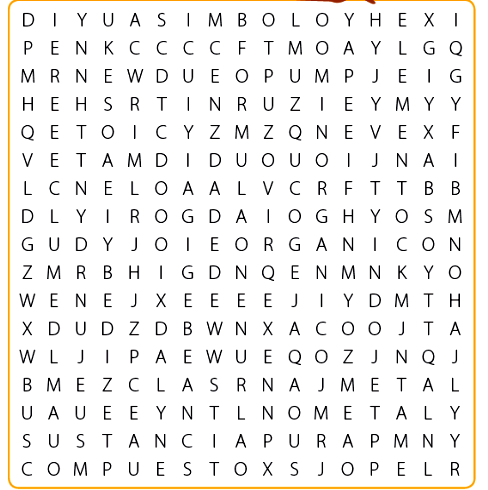 D I Y U A S I M B O L O Y H E X I
P E N K C C C C F T M O A Y L G Q
M R N E W D U E O P U M P J E I G
H E H S R T I N R U Z I E Y M Y Y
Q E T O I C Y Z M Z Q N E V E X F
V E T A M D I D U O U O I J N A I
L C N E L O A A L V C R F T T B B
D L Y I R O G D A I O G H Y O S M
G U D Y J O I E O R G A N I C O N
Z M R B H I G D N Q E N M N K Y O
W E N E J X E E E E J I Y D M T H
X D U D Z D B W N X A C O O J T A
W L J I P A E W U E Q O Z J N Q J
B M E Z C L A S R N A J M E T A L
U A U E E Y N T L N O M E T A L Y
S U S T A N C I A P U R A P M N Y
C O M P U E S T O X S J O P E L R